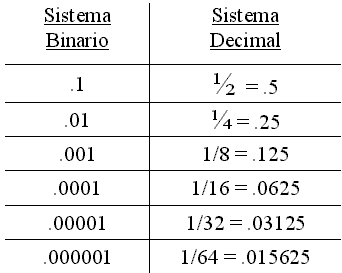 Sistema Sistema
Binario Decimal
.1 ½ = .5
.01 ¼ = .25
.001 1/8 = .125
.0001 1/16 = .0625
.00001 1/32 = .03125
.000001 1/64 = .015625